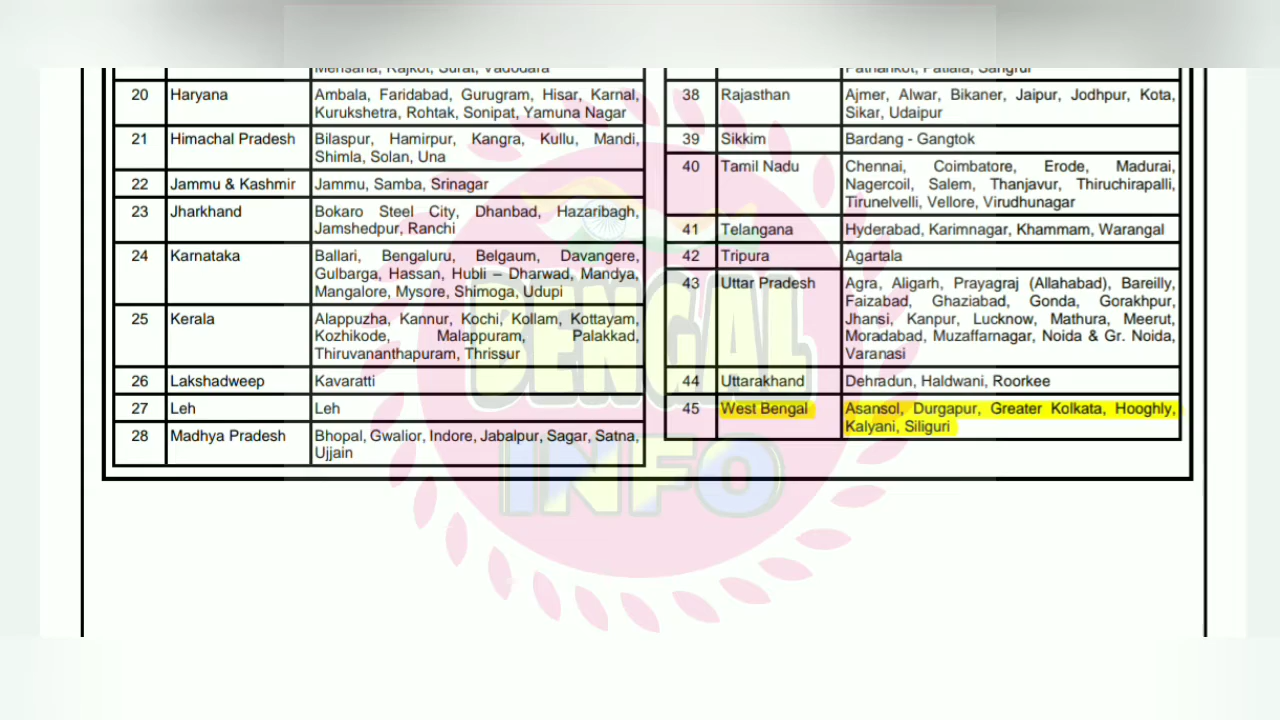 Mehsana, Rajkot, Surat, Vadodara
20 Haryana Ambala, Faridabad, Gurugram, Hisar, Karnal,
Kurukshetra, Rohtak, Sonipat, Yamuna Nagar
21 Himachal Pradesh Bilaspur, Hamirpur, Kangra, Kullu, Mandi,
Shimla, Solan, Una
22 Jammu & Kashmir Jammu, Samba, Srinagar
23 Jharkhand Bokaro Steel City, Dhanbad, Hazaribagh,
Jamshedpur, Ranchi
24 Karnataka Ballari, Bengaluru, Belgaum, Davangere,
Gulbarga, Hassan, Hubli – Dharwad, Mandya,
Mangalore, Mysore, Shimoga, Udupi
25 Kerala Alappuzha, Kannur, Kochi, Kollam, Kottayam,
Kozhikode, Malappuram, Palakkad,
Thiruvananthapuram, Thrissur
26 Lakshadweep Kavaratti
27 Leh Leh
28 Madhya Pradesh Bhopal, Gwalior, Indore, Jabalpur, Sagar, Satna,
Ujjain
Pathankot, Patiala, Sangrur
38 Rajasthan Ajmer, Alwar, Bikaner, Jaipur, Jodhpur, Kota,
Sikar, Udaipur
39 Sikkim Bardang - Gangtok
40 Tamil Nadu Chennai, Coimbatore, Erode, Madurai,
Nagercoil, Salem, Thanjavur, Thiruchirapalli,
Tirunelvelli, Vellore, Virudhunagar
41 Telangana Hyderabad, Karimnagar, Khammam, Warangal
42 Tripura Agartala
43 Uttar Pradesh Agra, Aligarh, Prayagraj (Allahabad), Bareilly,
Faizabad, Ghaziabad, Gonda, Gorakhpur,
Jhansi, Kanpur, Lucknow, Mathura, Meerut,
Moradabad, Muzaffarnagar, Noida & Gr. Noida,
Varanasi
44 Uttarakhand Dehradun, Haldwani, Roorkee
45 West Bengal Asansol, Durgapur, Greater Kolkata, Hooghly,
Kalyani, Siliguri
BENGAL
INFO